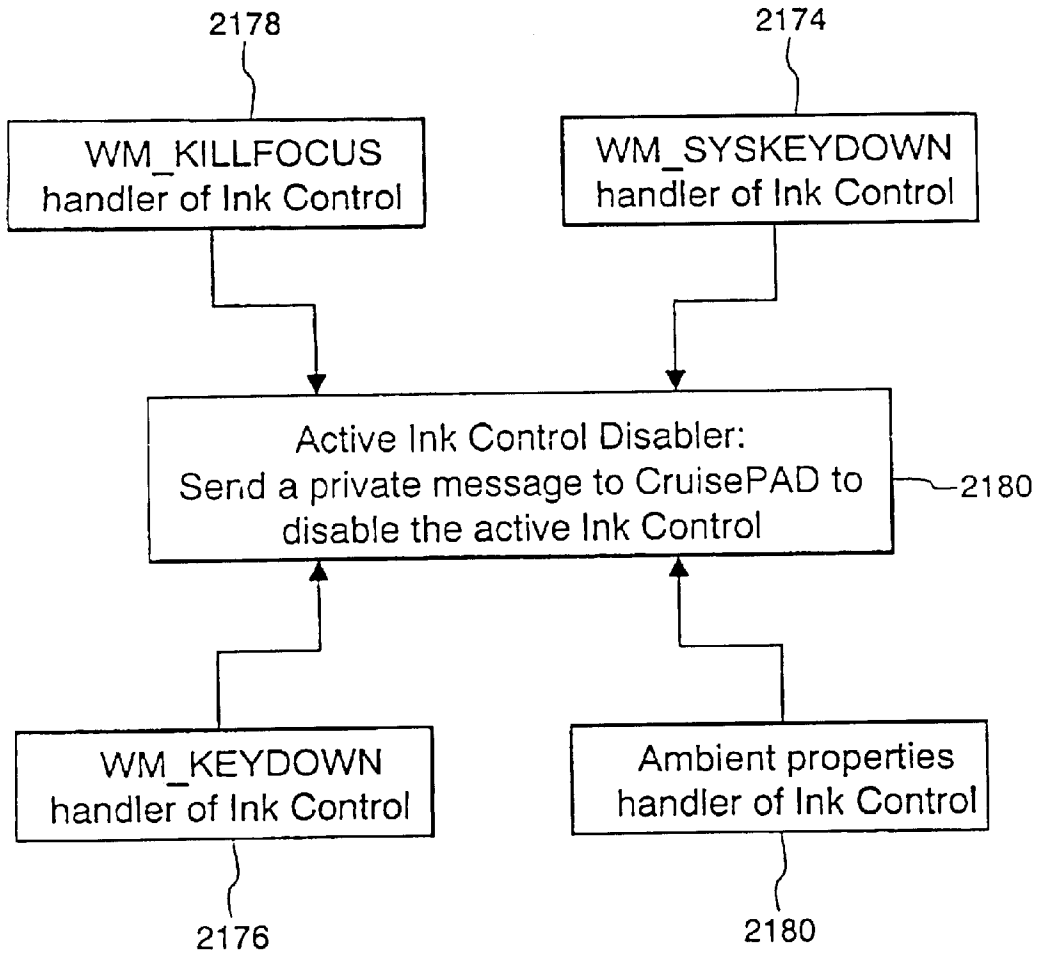 2178
2174
WM_KILLFOCUS
handler of Ink Control
WM_SYSKEYDOWN
handler of Ink Control
Active Ink Control Disabler:
Send a private message to CruisePAD to
disable the active Ink Control
2180
WM_KEYDOWN
handler of Ink Control
Ambient properties
handler of Ink Control
2176
2180